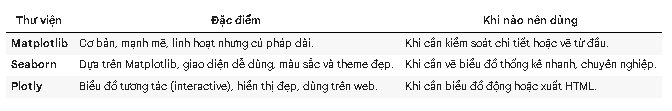 Thư viện Đặc điểm Khi nào nên dùng
Matplotlib Cơ bản, mạnh mẽ, linh hoạt nhưng cú pháp dài. Khi cần kiểm soát chi tiết hoặc vẽ từ đầu.
Seaborn Dựa trên Matplotlib, giao diện dễ dùng, màu sắc và theme đẹp. Khi cần vẽ biểu đồ thống kê nhanh, chuyên nghiệp.
Plotly Biểu đồ tương tác (interactive), hiển thị đẹp, dùng trên web. Khi cần biểu đồ động hoặc xuất HTML.